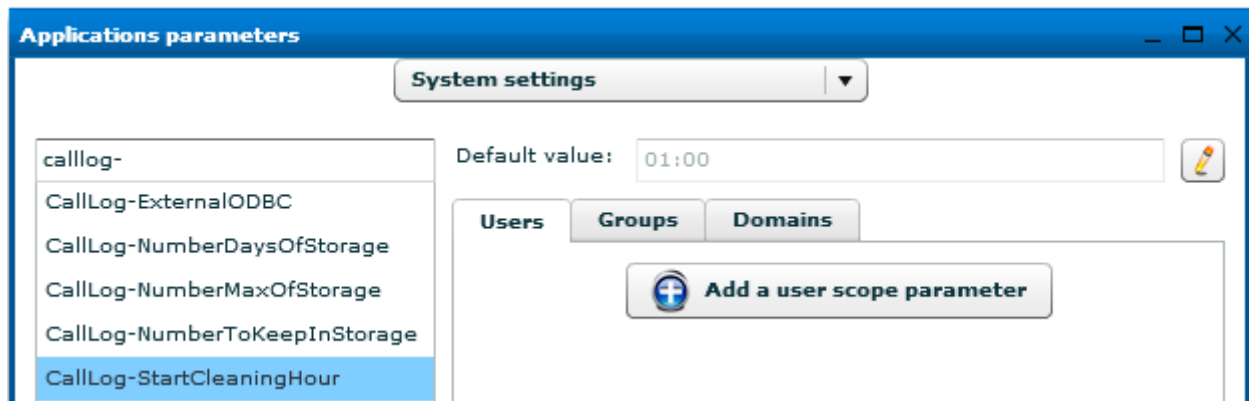 Applications parameters
System settings
calllog-
CallLog-ExternalODBC
CallLog-NumberDaysOfStorage
CallLog-NumberMaxOfStorage
CallLog-NumberToKeepInStorage
CallLog-StartCleaningHour
Default value: 01:00
Users Groups Domains
Add a user scope parameter